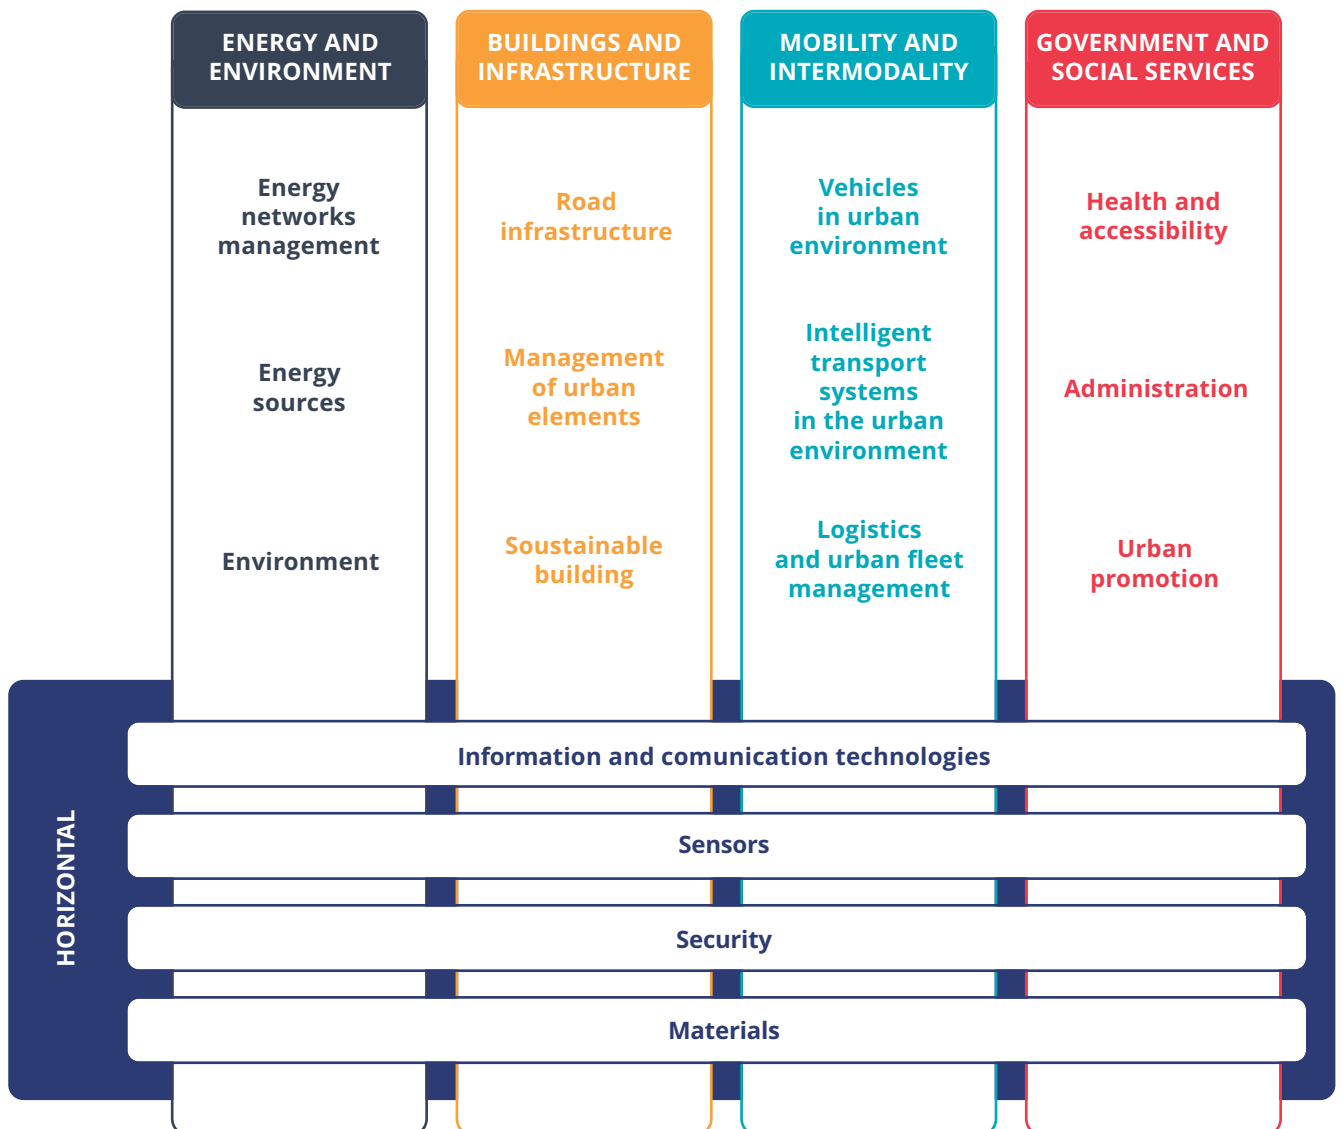 ENERGY AND
ENVIRONMENT
Energy
networks
management
Energy
sources
Environment
BUILDINGS AND
INFRASTRUCTURE
Road
infrastructure
Management
of urban
elements
Soustainable
building
MOBILITY AND
INTERMODALITY
Vehicles
in urban
environment
Intelligent
transport
systems
in the urban
environment
Logistics
and urban fleet
management
GOVERNMENT AND
SOCIAL SERVICES
Health and
accessibility
Administration
Urban
promotion
HORIZONTAL
Information and comunication technologies
Sensors
Security
Materials